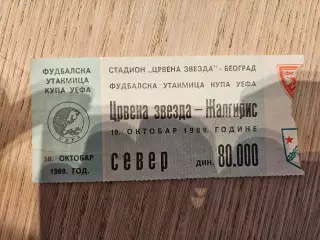 ФУДБАЛСКА
УТАКМИЦА
КУПА УЕФА
18. ОКТОБАР
1989. ГОД.
СТАДИОН „ЦРВЕНА ЗВЕЗДА" - БЕОГРАД
ФУДБАЛСКА УТАКМИЦА КУПА УЕФА
Црвена звезда – Жалгирис
18. ОКТОБАР 1989. ГОДИНЕ
север ДИН. 80.000